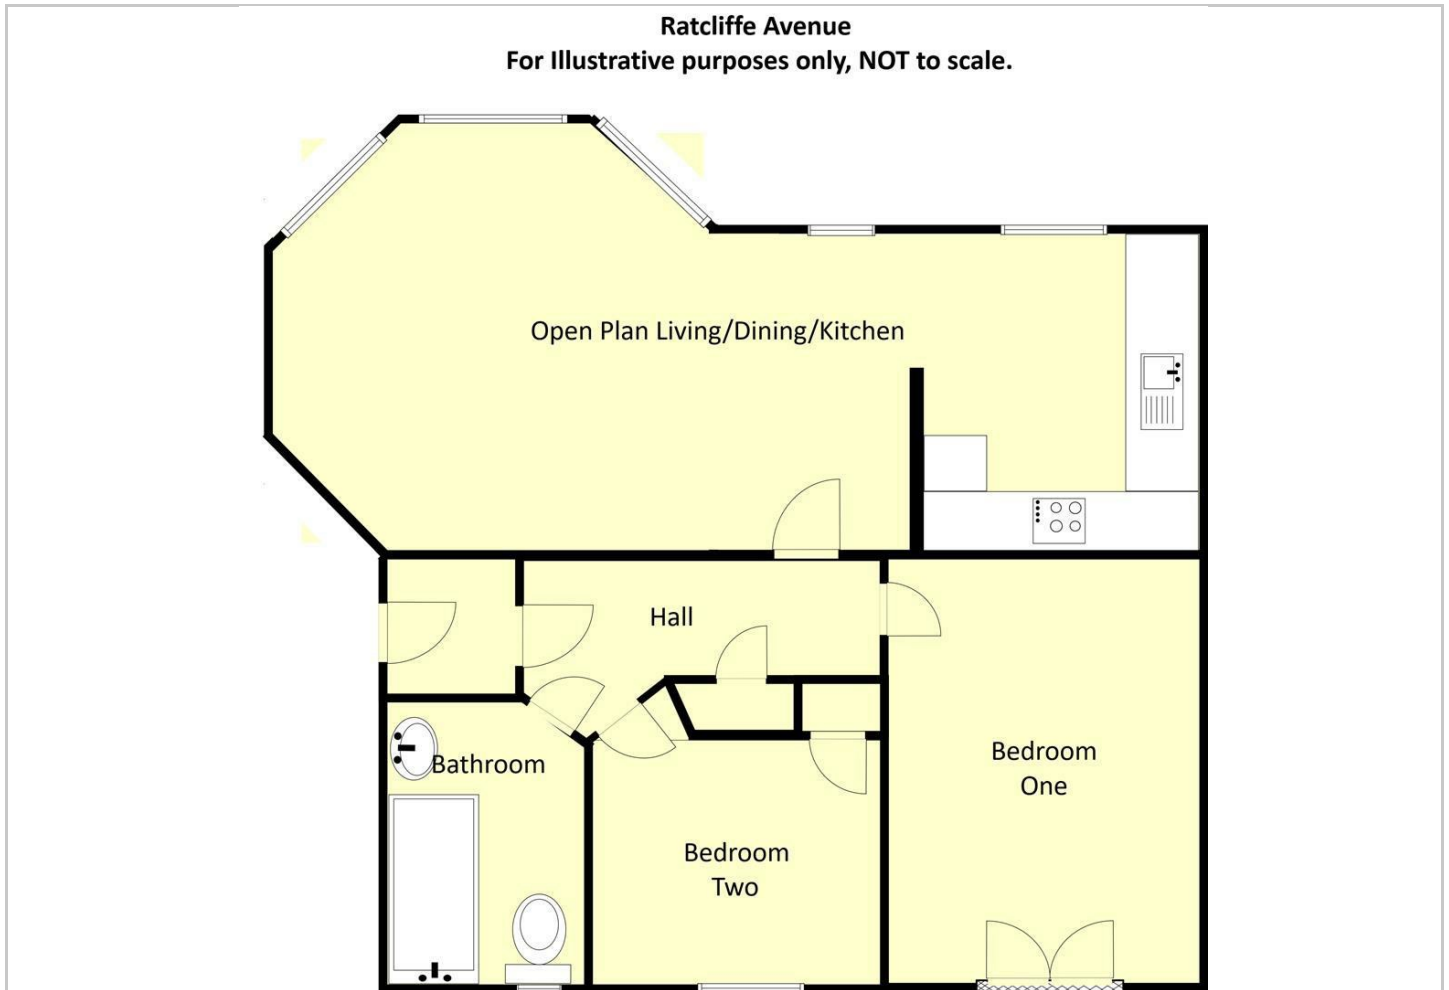 Ratcliffe Avenue
For Illustrative purposes only, NOT to scale.
Open Plan Living/Dining/Kitchen
Hall
Bathroom
Bedroom
One
Bedroom
Two